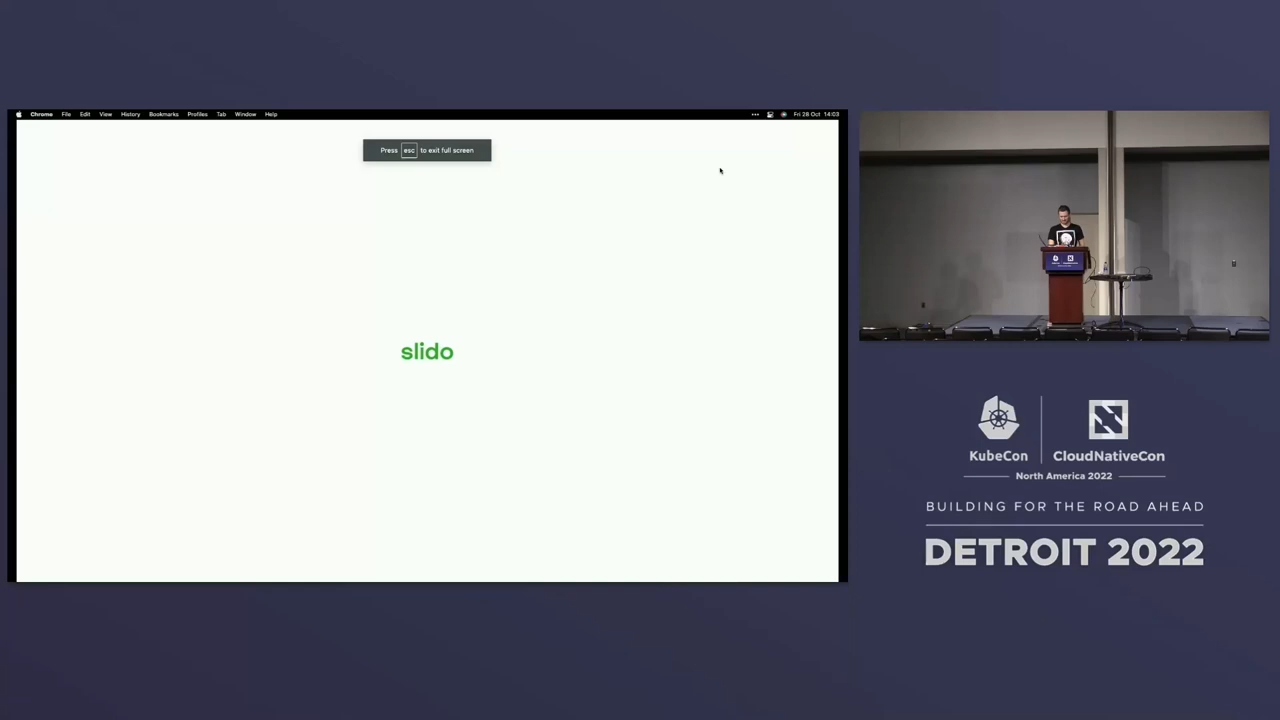 Chrome File Edit View History Bookmarks Profiles Tab Window Help
Fri 28 Oct 14:03
Press esc to exit full screen
slido
KubeCon
CloudNativeCon
North America 2022
BUILDING FOR THE ROAD AHEAD
DETROIT 2022